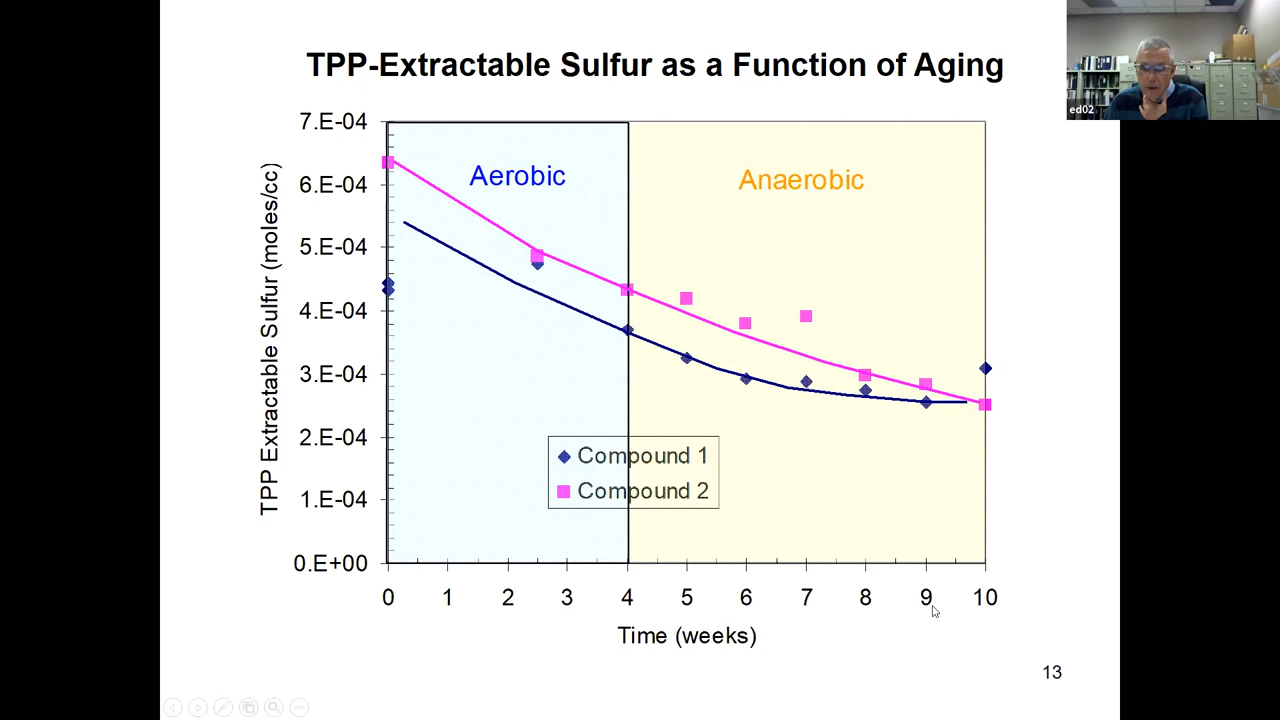 TPP-Extractable Sulfur as a Function of Aging
ed02
7.E-04
6.E-04
5.E-04
4.E-04
3.E-04
2.E-04
1.E-04
0.E+00
TPP Extractable Sulfur (moles/cc)
Aerobic
Anaerobic
Compound 1
Compound 2
0 1 2 3 4 5 6 7 8 9 10
Time (weeks)
13